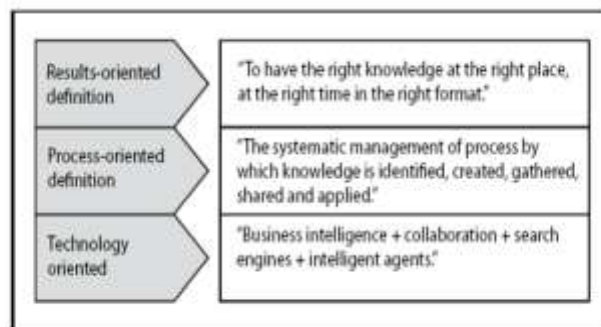 Results-oriented
definition
"To have the right knowledge at the right place,
at the right time in the right format."
Process-oriented
definition
"The systematic management of process by
which knowledge is identified, created, gathered,
shared and applied."
Technology
oriented
"Business intelligence + collaboration + search
engines + intelligent agents."